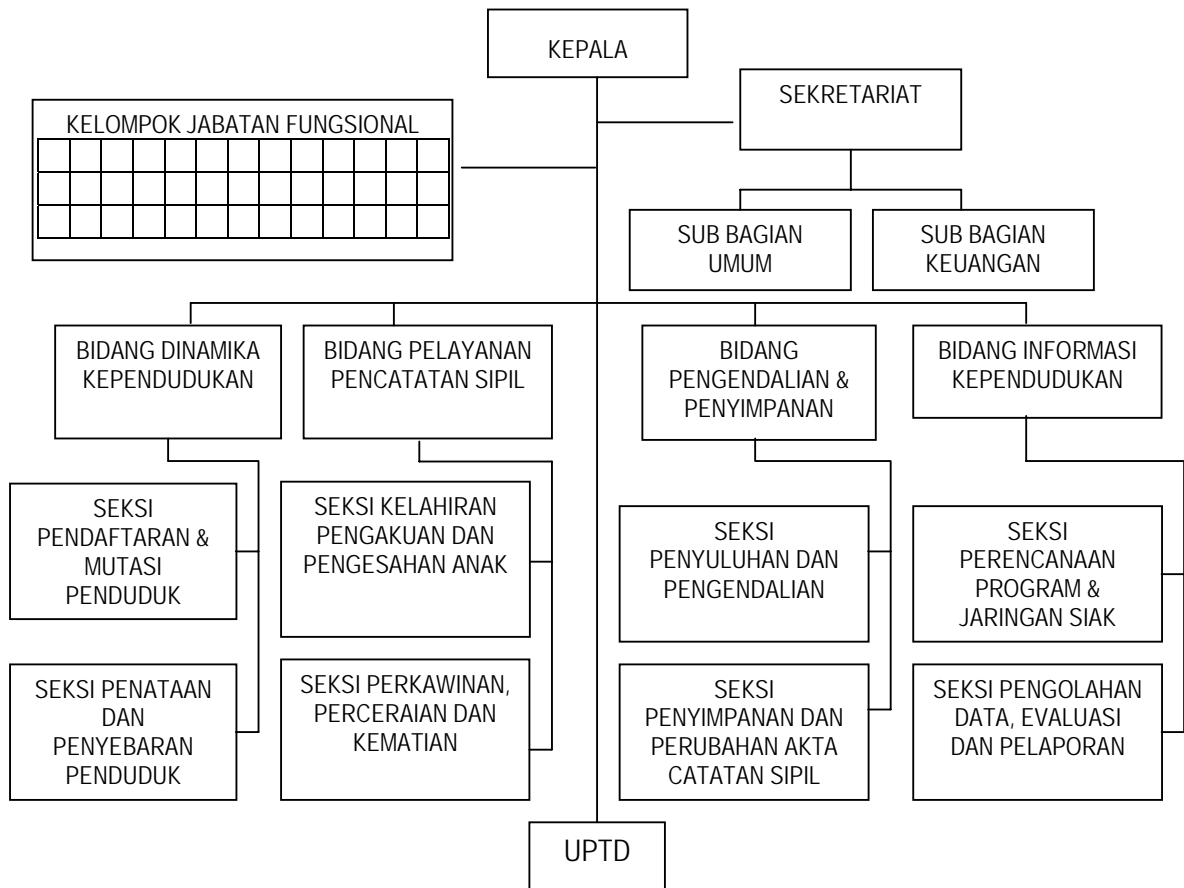 KEPALA
SEKRETARIAT
KELOMPOK JABATAN FUNGSIONAL
SUB BAGIAN
UMUM
SUB BAGIAN
KEUANGAN
BIDANG DINAMIKA
KEPENDUDUKAN
BIDANG PELAYANAN
PENCATATAN SIPIL
BIDANG
PENGENDALIAN &
PENYIMPANAN
BIDANG INFORMASI
KEPENDUDUKAN
SEKSI
PENDAFTARAN &
MUTASI
PENDUDUK
SEKSI KELAHIRAN
PENGAKUAN DAN
PENGESAHAN ANAK
SEKSI
PENYULUHAN DAN
PENGENDALIAN
SEKSI
PERENCANAAN
PROGRAM &
JARINGAN SIAK
SEKSI PENATAAN
DAN
PENYEBARAN
PENDUDUK
SEKSI PERKAWINAN,
PERCERAIAN DAN
KEMATIAN
SEKSI
PENYIMPANAN DAN
PERUBAHAN AKTA
CATATAN SIPIL
SEKSI PENGOLAHAN
DATA, EVALUASI
DAN PELAPORAN
UPTD